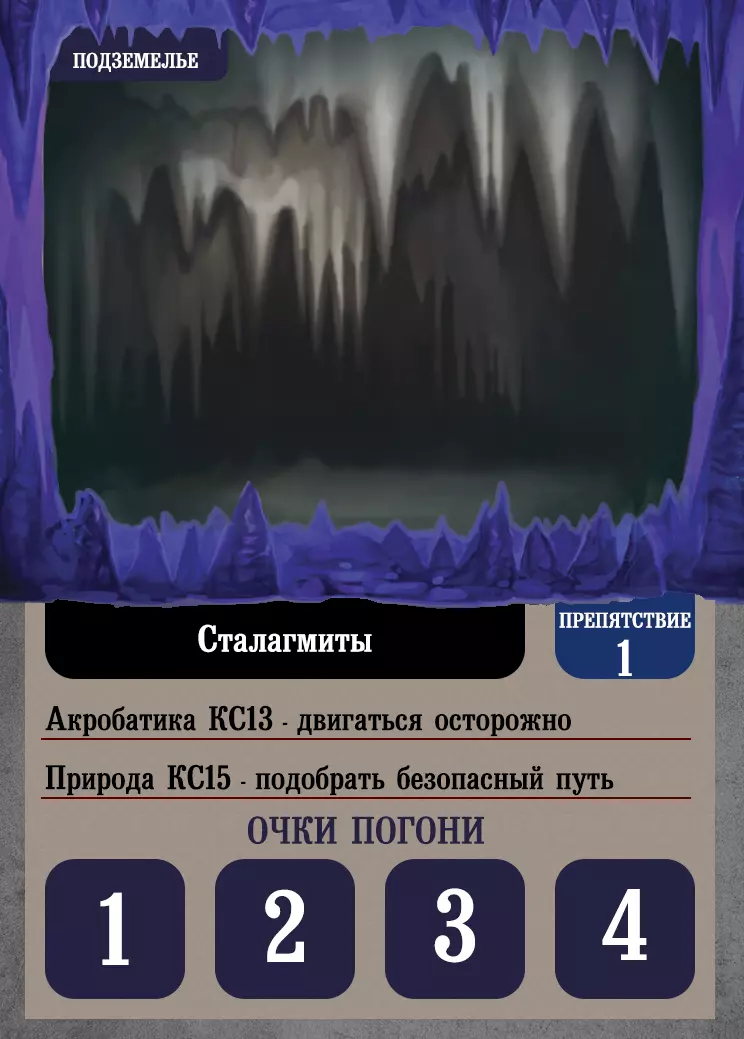 ПОДЗЕМЕЛЬЕ
Сталагмиты
ПРЕПЯТСТВИЕ
1
Акробатика КС13 - двигаться осторожно
Природа КС15 - подобрать безопасный путь
ОЧКИ ПОГОНИ
1 2 3 4